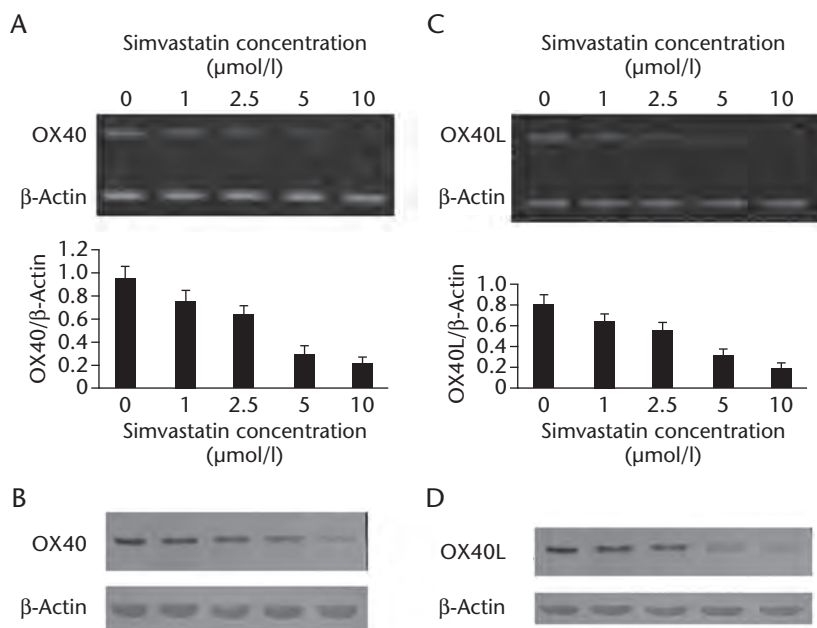 A
Simvastatin concentration
(µmol/l)
0 1 2.5 5 10
OX40
β-Actin
1.2
1.0
0.8
0.6
0.4
0.2
0
OX40/β-Actin
0 1 2.5 5 10
Simvastatin concentration
(µmol/l)
B
OX40
β-Actin
C
Simvastatin concentration
(µmol/l)
0 1 2.5 5 10
OX40L
β-Actin
1.0
0.8
0.6
0.4
0.2
0
OX40L/β-Actin
0 1 2.5 5 10
Simvastatin concentration
(µmol/l)
D
OX40L
β-Actin